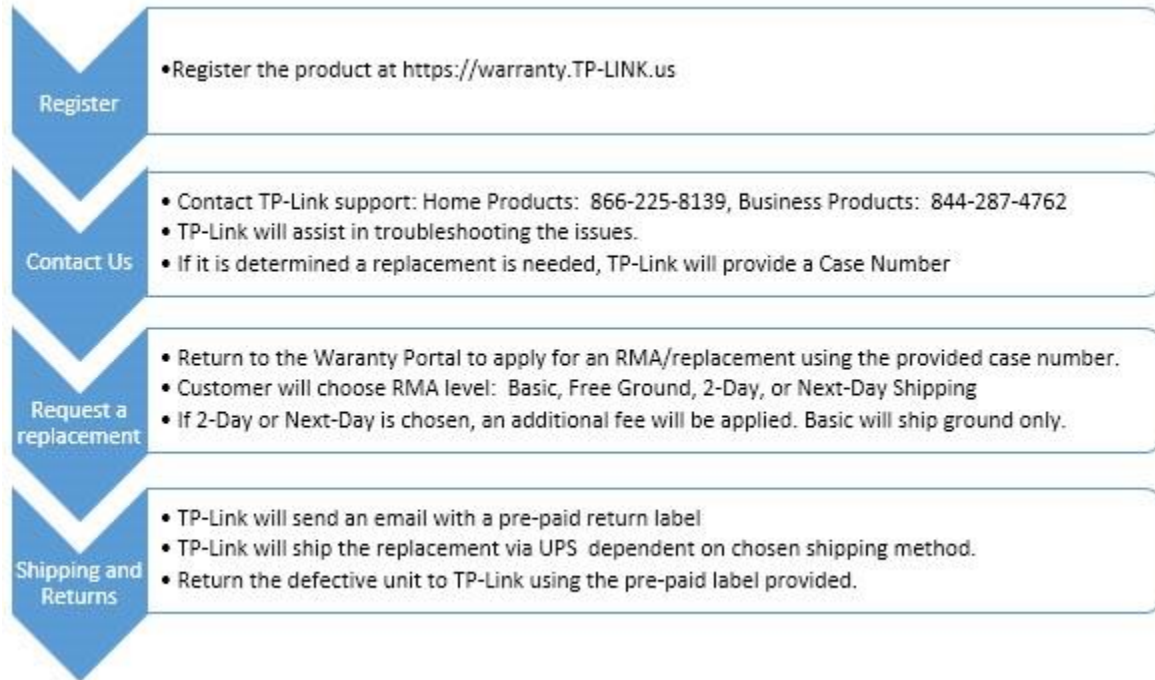 Register
•Register the product at https://warranty.TP-LINK.us
Contact Us
• Contact TP-Link support: Home Products:  866-225-8139, Business Products:  844-287-4762
• TP-Link will assist in troubleshooting the issues.
• If it is determined a replacement is needed, TP-Link will provide a Case Number
Request a
replacement
• Return to the Waranty Portal to apply for an RMA/replacement using the provided case number.
• Customer will choose RMA level:  Basic, Free Ground, 2-Day, or Next-Day Shipping
• If 2-Day or Next-Day is chosen, an additional fee will be applied. Basic will ship ground only.
Shipping and
Returns
• TP-Link will send an email with a pre-paid return label
• TP-Link will ship the replacement via UPS  dependent on chosen shipping method.
• Return the defective unit to TP-Link using the pre-paid label provided.